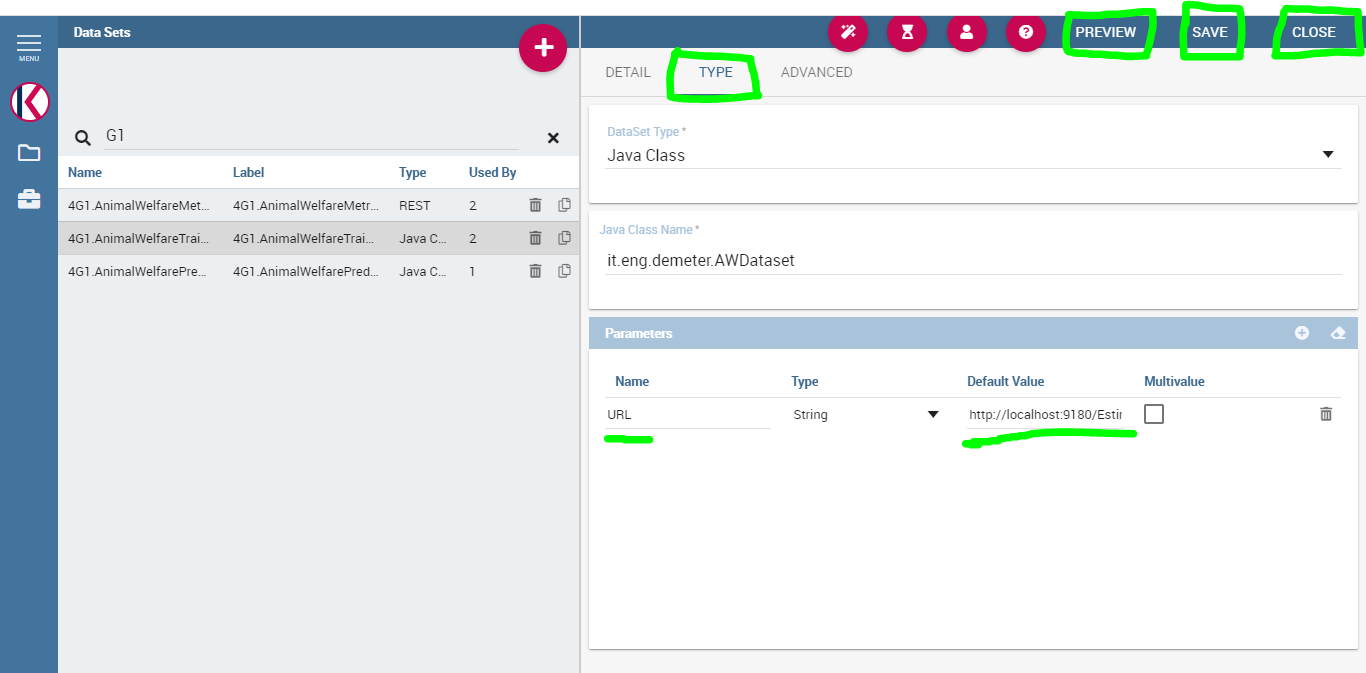 MENU
Data Sets
G1
Name Label Type Used By
4G1.AnimalWelfareMet... 4G1.AnimalWelfareMetr... REST 2
4G1.AnimalWelfareTrai... 4G1.AnimalWelfareTrai... Java C... 2
4G1.AnimalWelfarePre... 4G1.AnimalWelfarePred... Java C... 1
PREVIEW SAVE CLOSE
DETAIL TYPE ADVANCED
DataSet Type *
Java Class
Java Class Name *
it.eng.demeter.AWDataset
Parameters
Name Type Default Value Multivalue
URL String http://localhost:9180/Estir